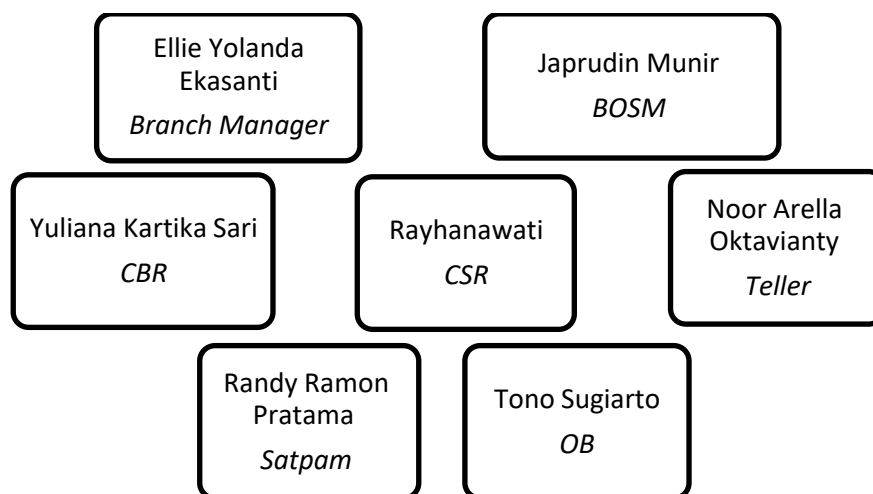 Ellie Yolanda
Ekasanti
Branch Manager
Japrudin Munir
BOSM
Yuliana Kartika Sari
CBR
Rayhanawati
CSR
Noor Arella
Oktavianty
Teller
Randy Ramon
Pratama
Satpam
Tono Sugiarto
OB